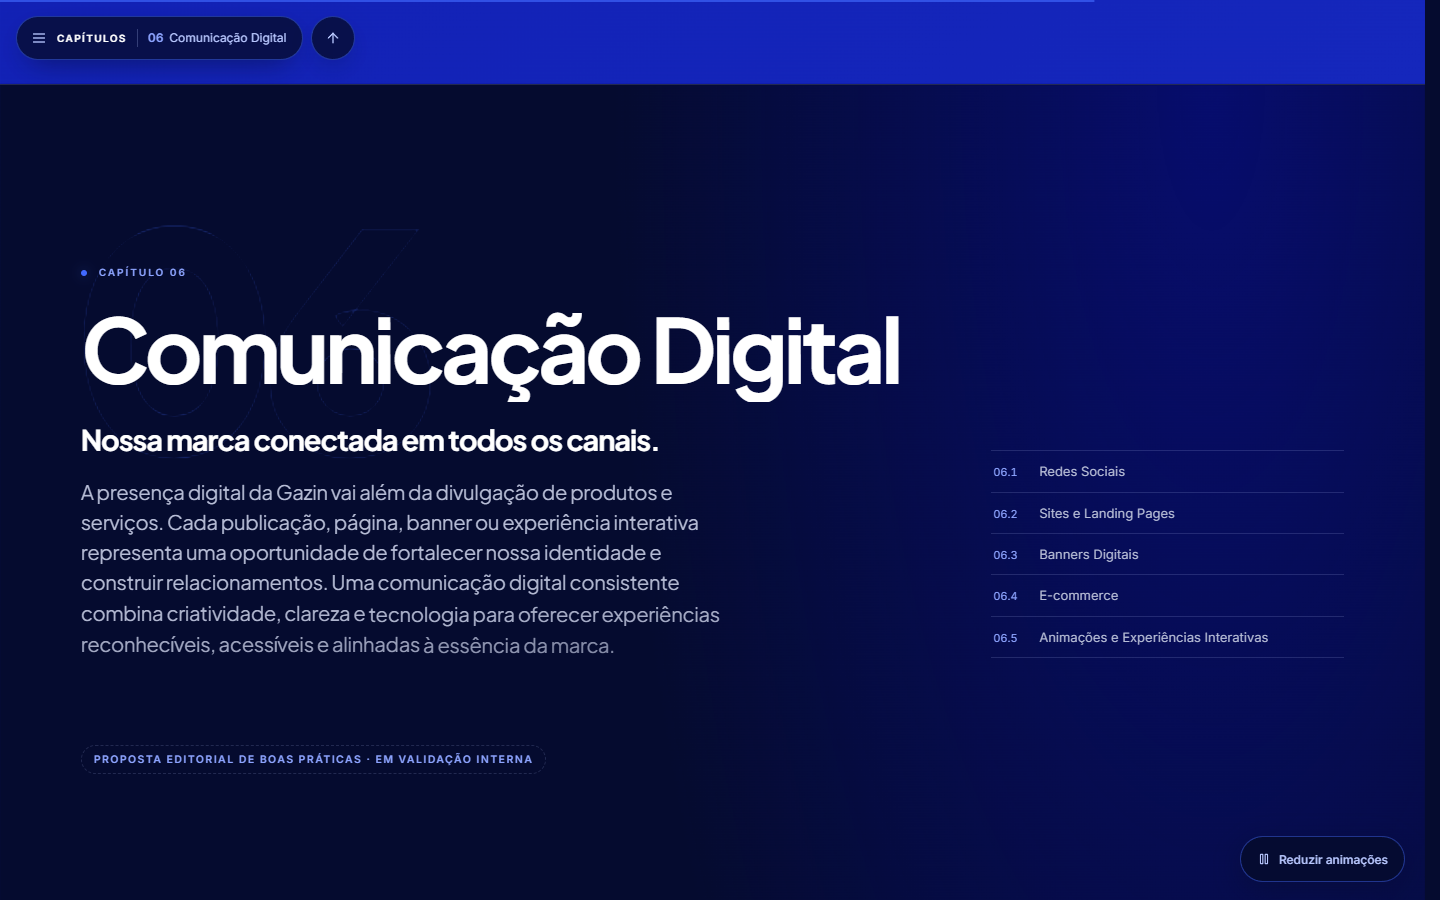 CAPÍTULOS
06 Comunicação Digital
06
CAPÍTULO 06
Comunicação Digital
Nossa marca conectada em todos os canais.
A presença digital da Gazin vai além da divulgação de produtos e
serviços. Cada publicação, página, banner ou experiência interativa
representa uma oportunidade de fortalecer nossa identidade e
construir relacionamentos. Uma comunicação digital consistente
combina criatividade, clareza e tecnologia para oferecer experiências
reconhecíveis, acessíveis e alinhadas à essência da marca.
PROPOSTA EDITORIAL DE BOAS PRÁTICAS · EM VALIDAÇÃO INTERNA
06.1 Redes Sociais
06.2 Sites e Landing Pages
06.3 Banners Digitais
06.4 E-commerce
06.5 Animações e Experiências Interativas
Reduzir animações